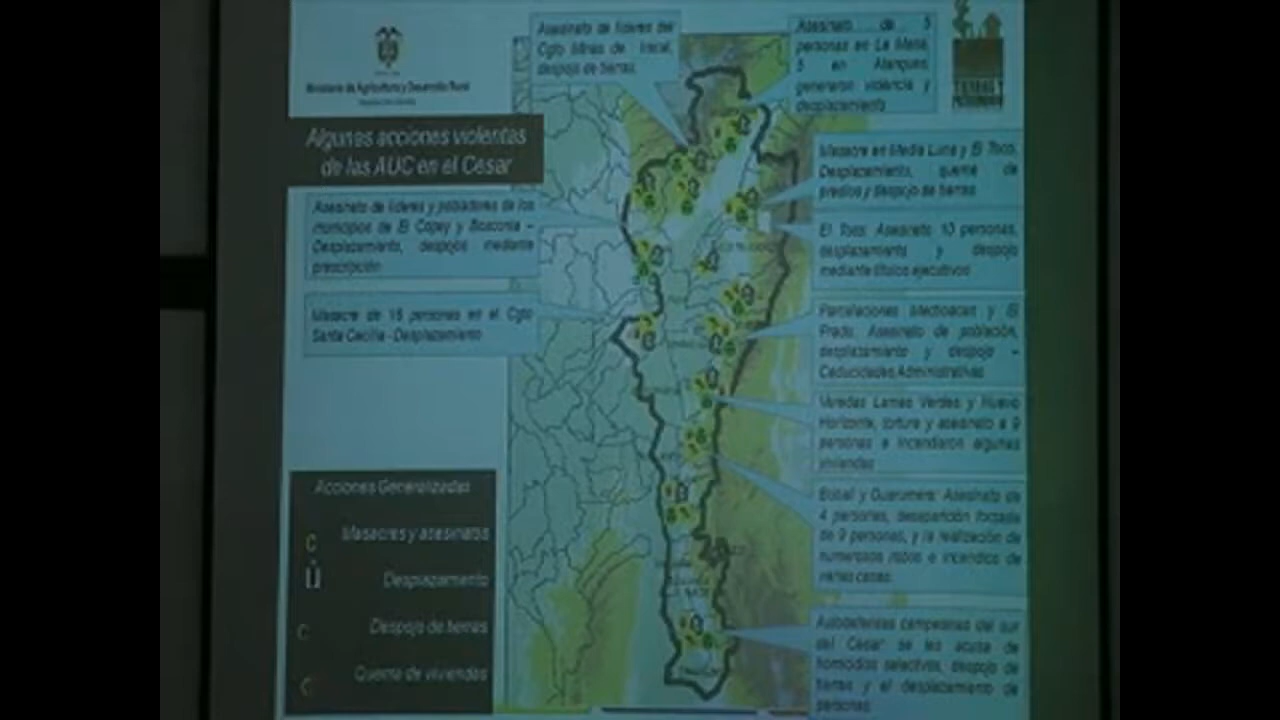 Ministerio de Agricultura y Desarrollo Rural
Algunas acciones violentas
de las AUC en el Cesar
Asesinato de líderes del
Cgto Minas de Iracal,
despojo de tierras.
Asesinato de 5
personas en La Mesa,
5 en Atanquez
generaron violencia y
desplazamiento
Masacre en Media Luna y El Toco.
Desplazamiento, quema de
predios y despojo de tierras
El Toco: Asesinato 10 personas,
desplazamiento y despojo
mediante títulos ejecutivos
Parcelaciones Mechoacan y El
Prado. Asesinato de población,
desplazamiento y despojo –
Caducidades Administrativas
Veredas Lamas Verdes y Nuevo
Horizonte, tortura y asesinato a 9
personas e incendiaron algunas
viviendas
Asesinato de
4 personas, desaparición forzada
de 9 personas, y la realización de
numerosos robos e incendios de
varias casas.
Autodefensas campesinas del sur
del Cesar se les acusa de
homicidios selectivos, despojo de
tierras y el desplazamiento de
personas.
Asesinato de líderes y pobladores de los
municipios de El Copey y Bosconia –
Desplazamiento, despojos mediante
prescripción
Masacre de 18 personas en el Cgto
Santa Cecilia - Desplazamiento
Acciones Generalizadas
Masacres y asesinatos
Desplazamiento
Despojo de tierras
Quema de viviendas